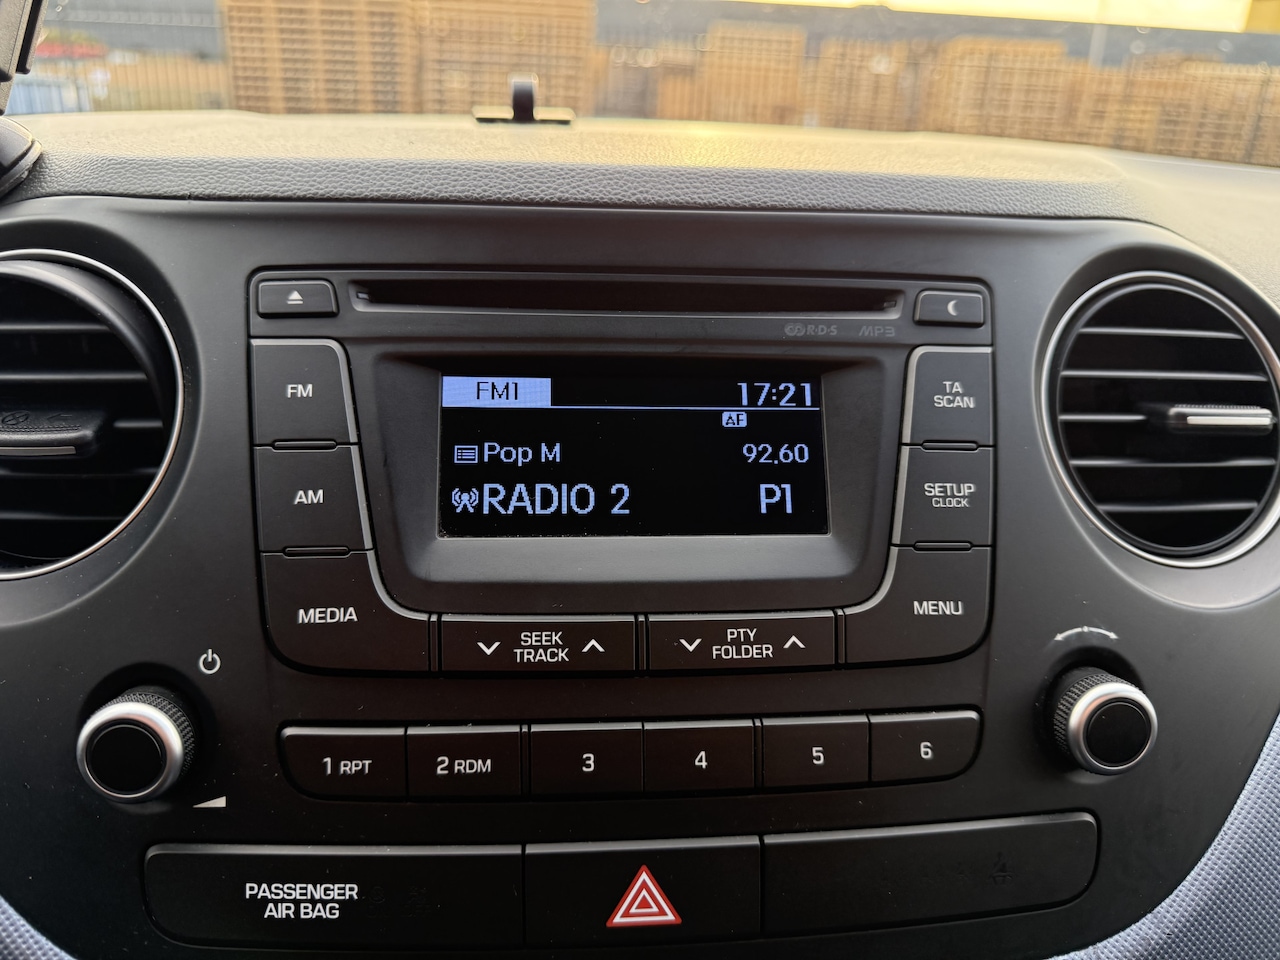 R·D·S MP3
FM
FM1 17:21
TA
SCAN
AF
Pop M 92.60
AM
RADIO 2 P1
SETUP
CLOCK
MEDIA
SEEK
TRACK
PTY
FOLDER
MENU
1 RPT
2 RDM
3
4
5
6
PASSENGER
AIR BAG